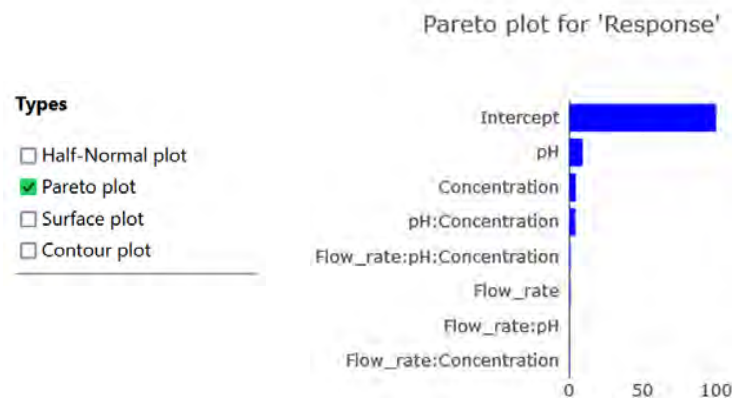 Pareto plot for 'Response'
Types
Half-Normal plot
Pareto plot
Surface plot
Contour plot
Intercept
pH
Concentration
pH:Concentration
Flow_rate:pH:Concentration
Flow_rate
Flow_rate:pH
Flow_rate:Concentration
0 50 100